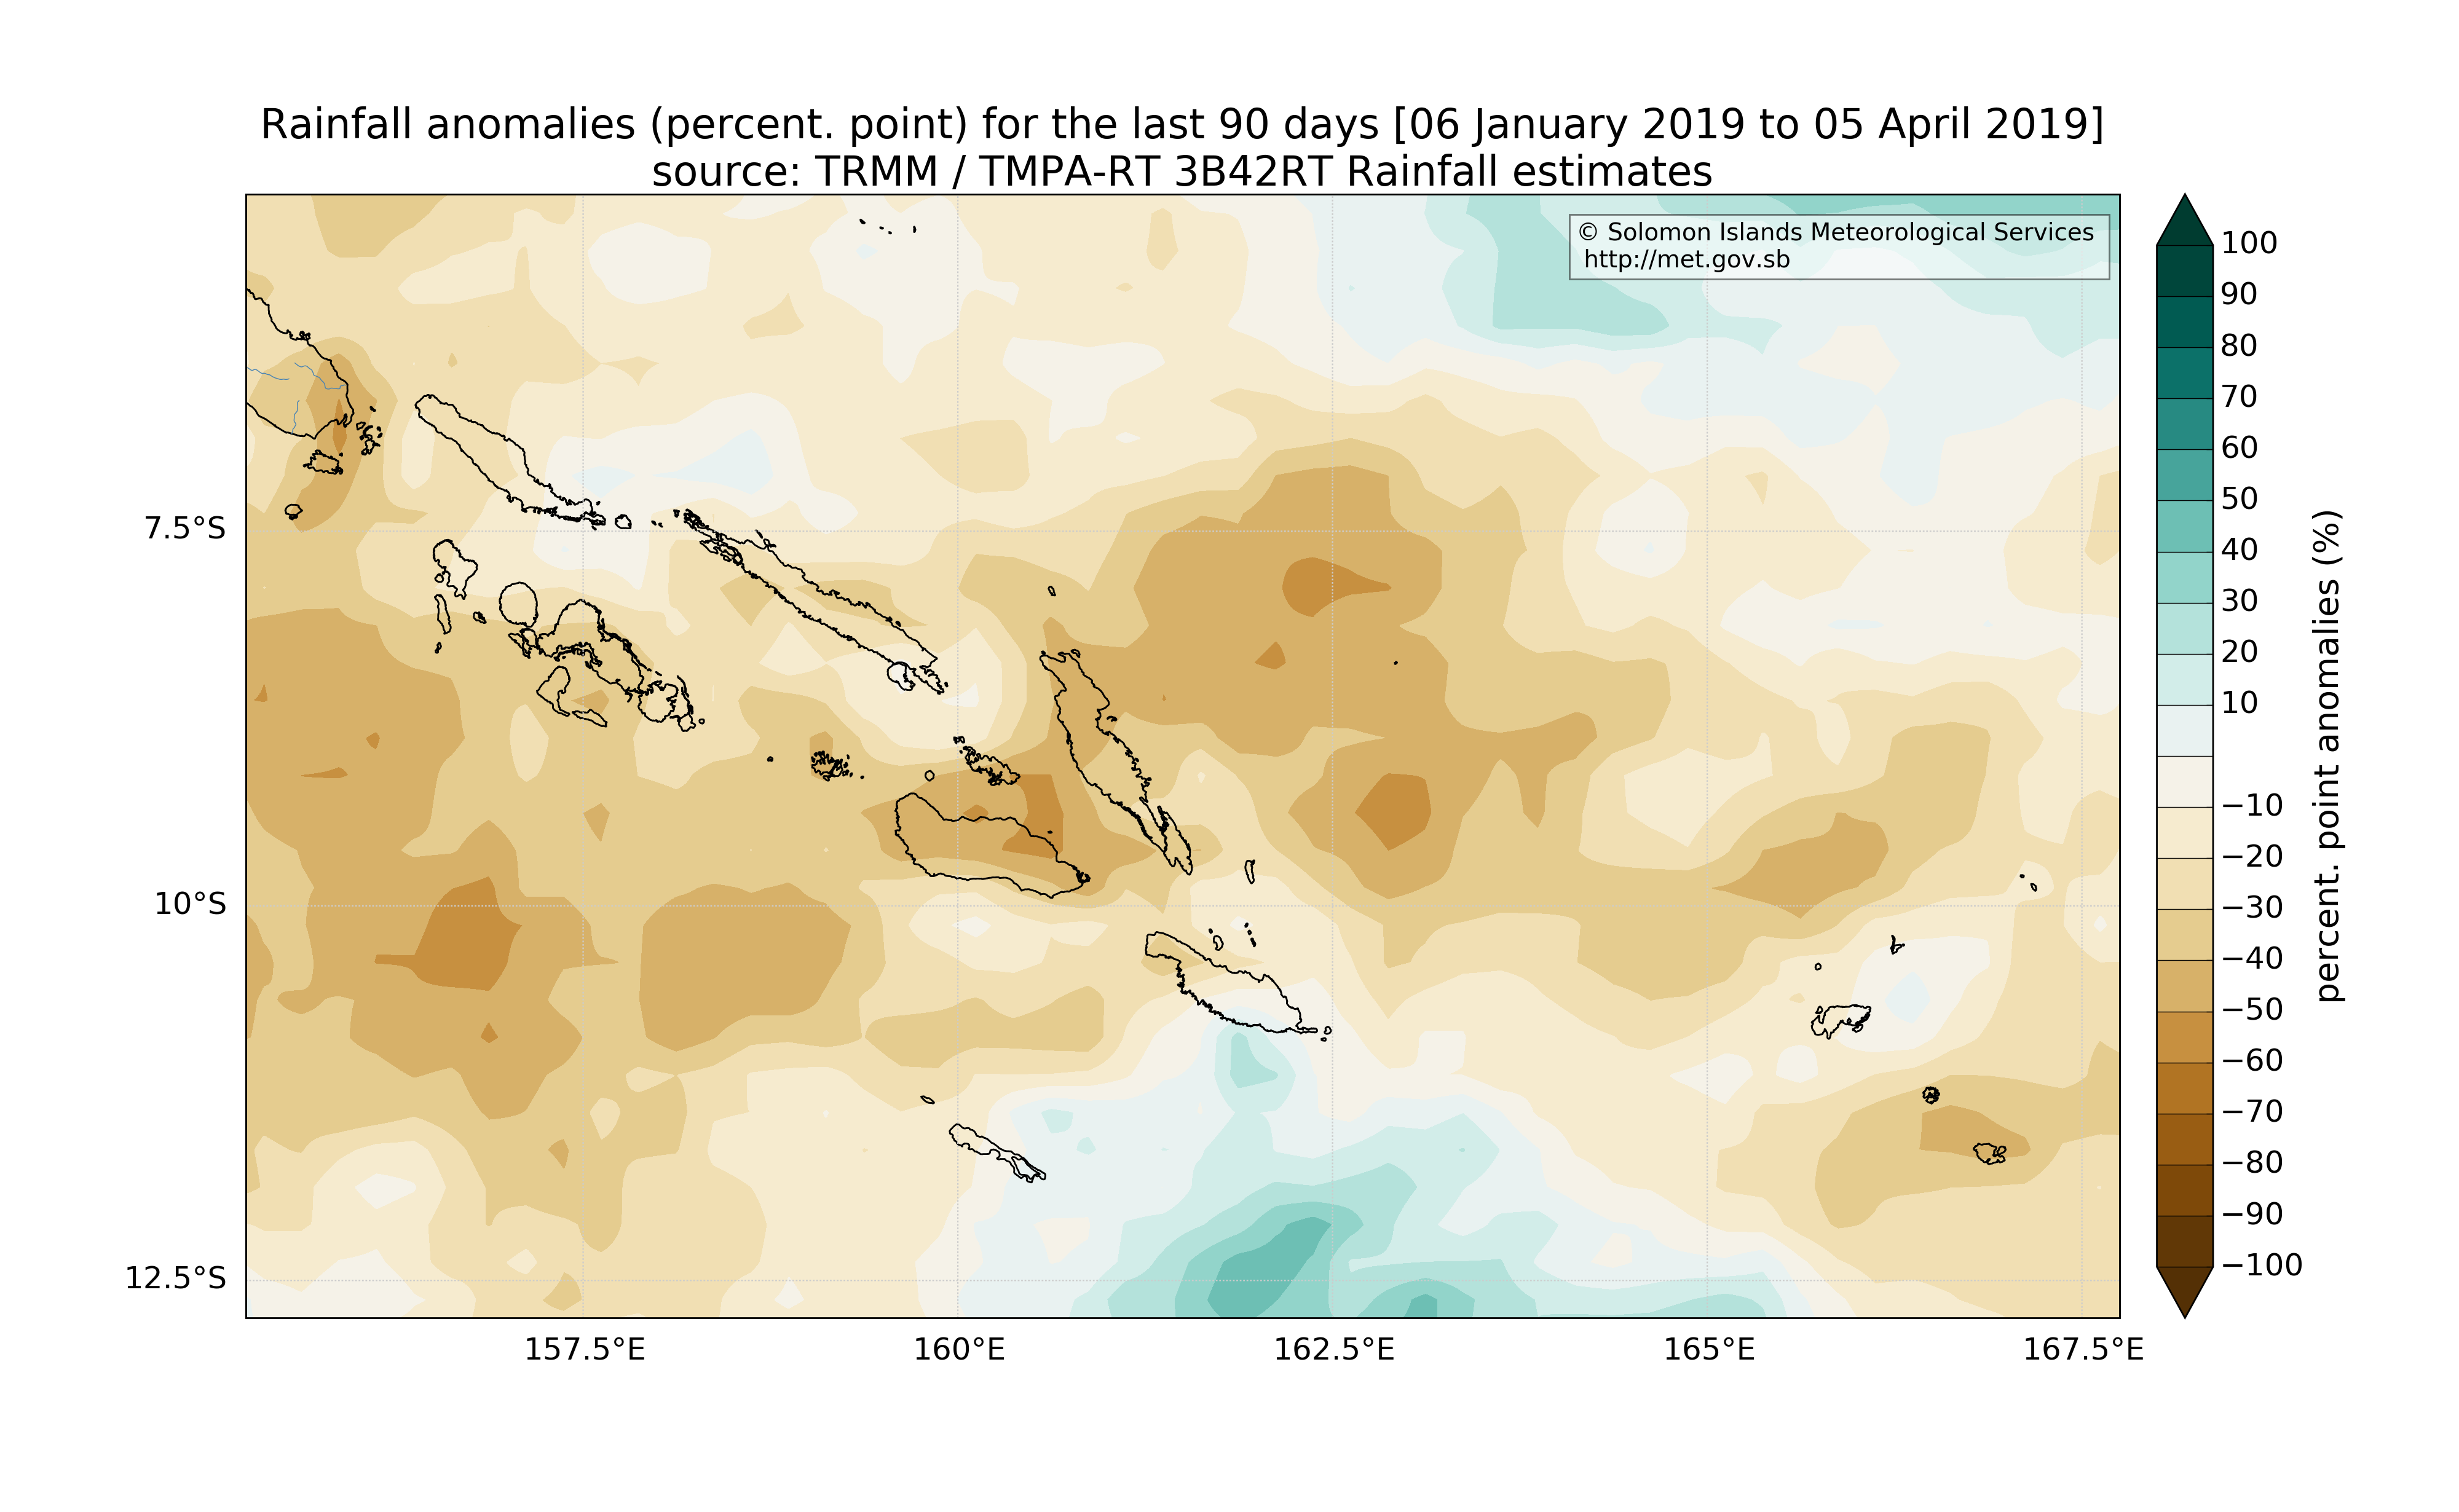 Rainfall anomalies (percent. point) for the last 90 days [06 January 2019 to 05 April 2019]
source: TRMM / TMPA-RT 3B42RT Rainfall estimates
© Solomon Islands Meteorological Services
http://met.gov.sb
7.5°S
10°S
12.5°S
157.5°E
160°E
162.5°E
165°E
167.5°E
100
90
80
70
60
50
40
30
20
10
−10
−20
−30
−40
−50
−60
−70
−80
−90
−100
percent. point anomalies (%)